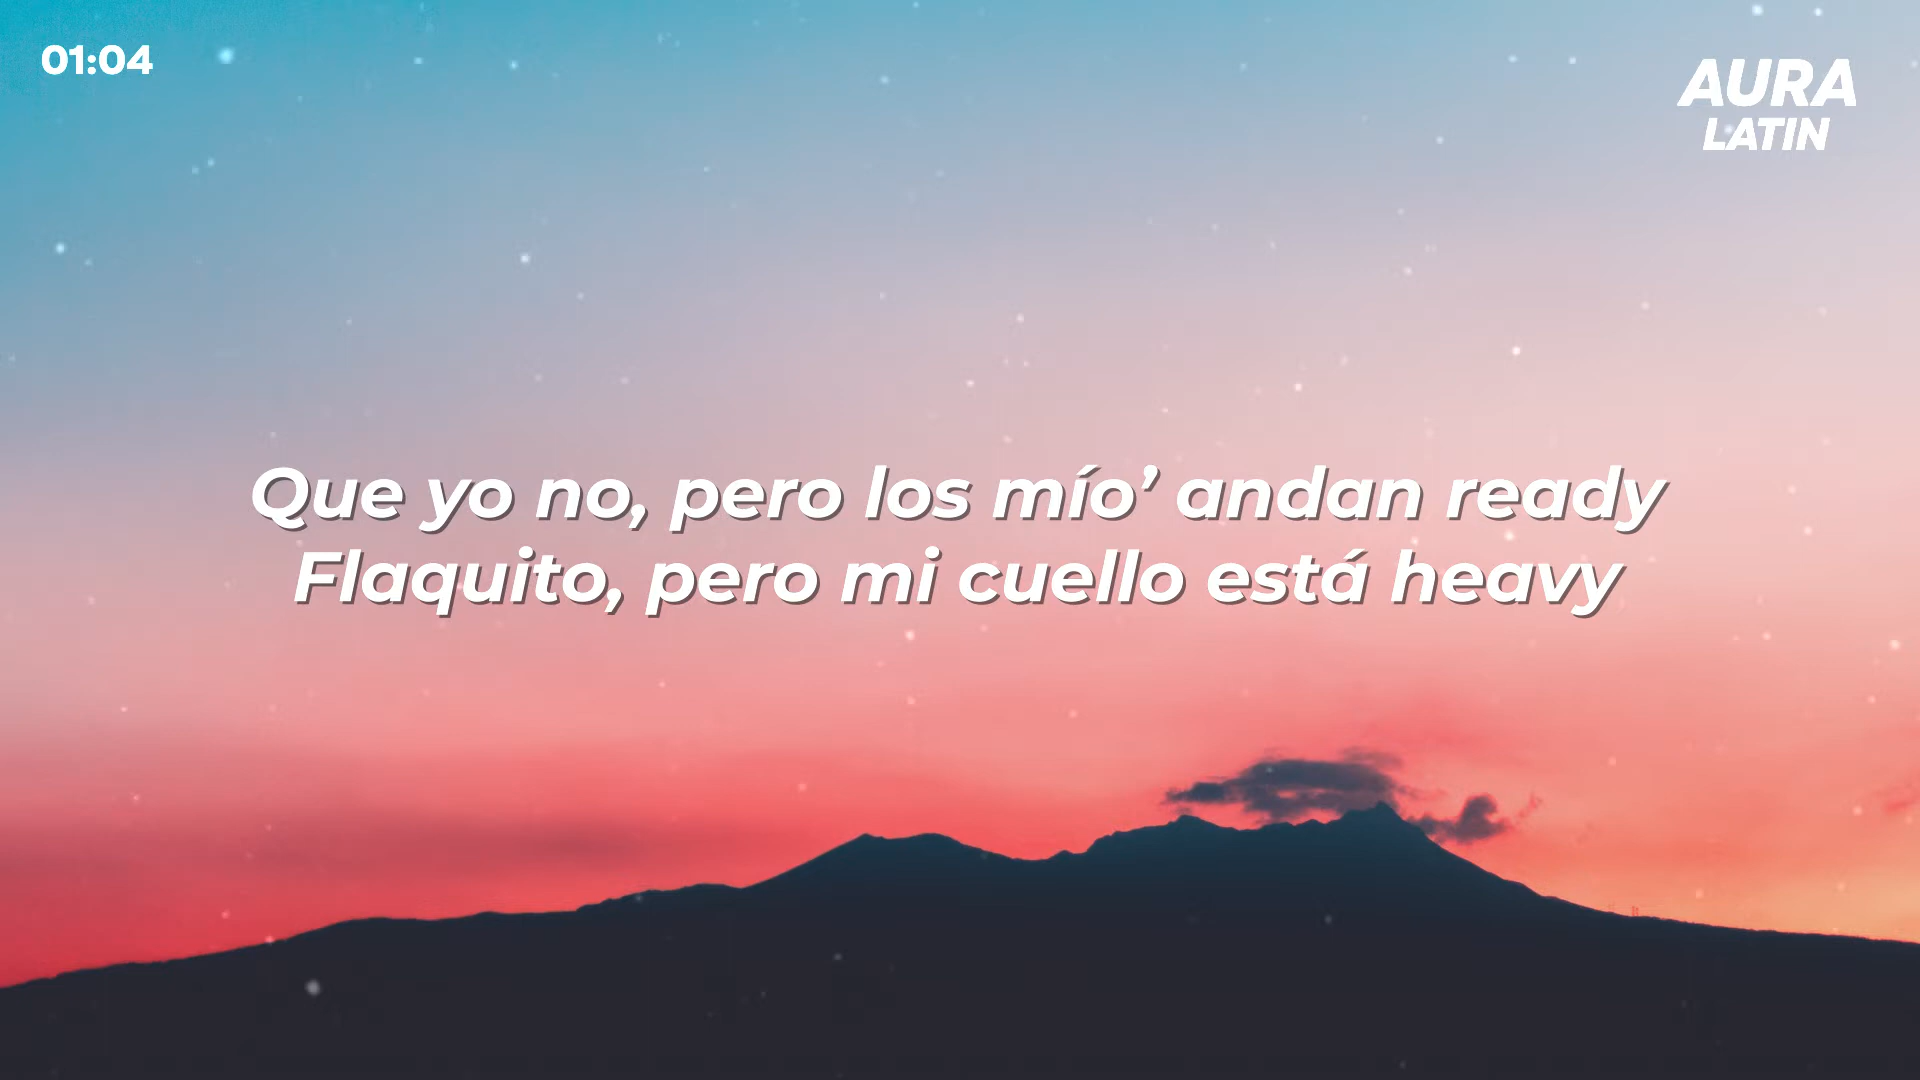 01:04
AURA
LATIN
Que yo no, pero los mío’ andan ready
Flaquito, pero mi cuello está heavy